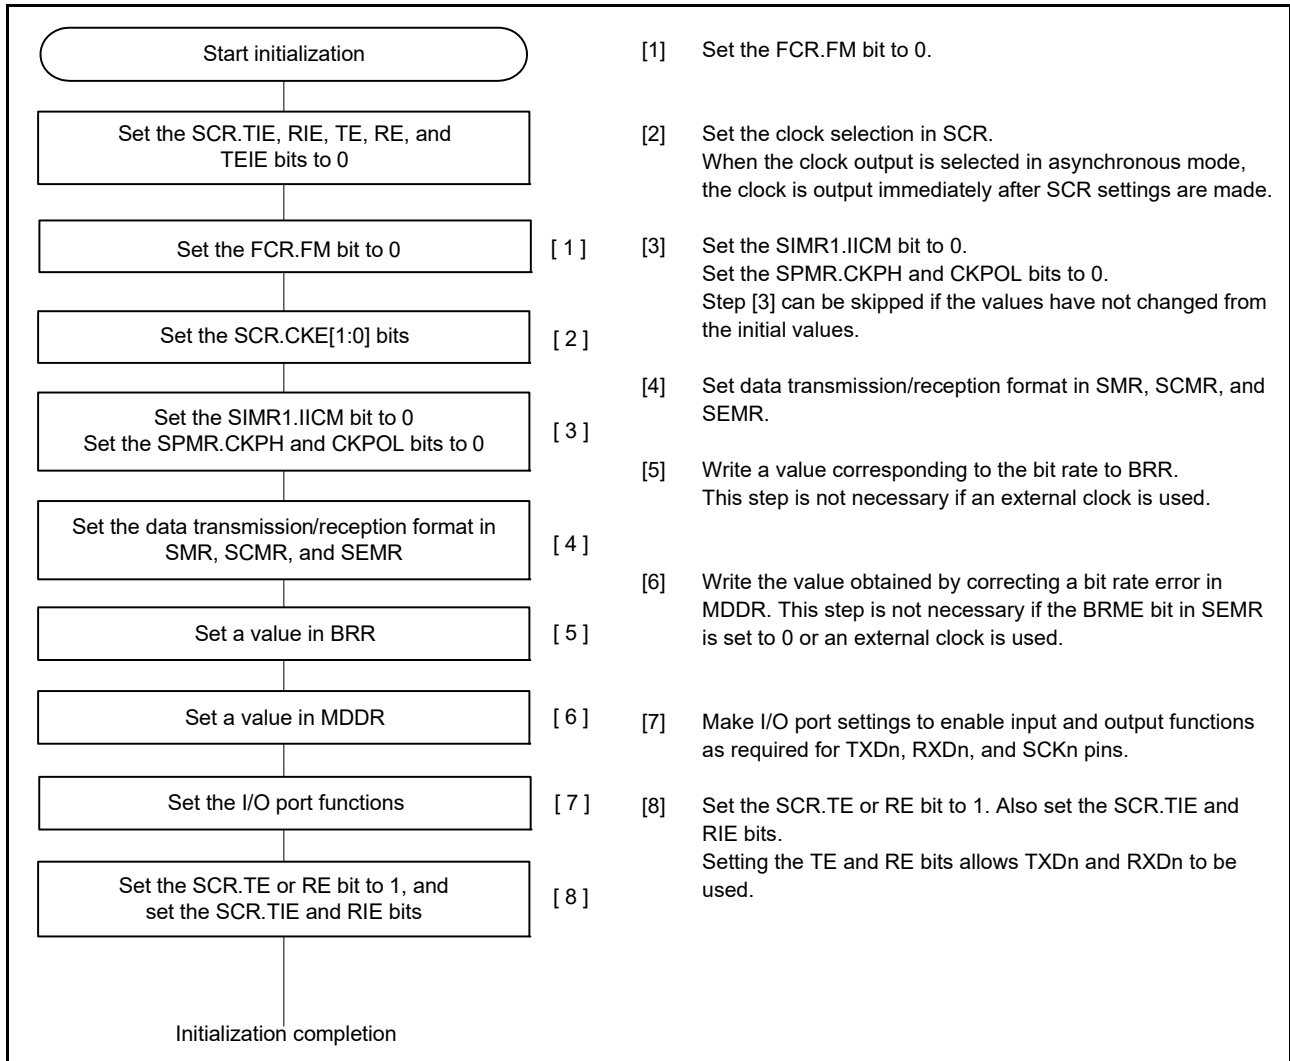 Start initialization
Set the SCR.TIE, RIE, TE, RE, and
TEIE bits to 0
Set the FCR.FM bit to 0
[ 1 ]
Set the SCR.CKE[1:0] bits
[ 2 ]
Set the SIMR1.IICM bit to 0
Set the SPMR.CKPH and CKPOL bits to 0
[ 3 ]
Set the data transmission/reception format in
SMR, SCMR, and SEMR
[ 4 ]
Set a value in BRR
[ 5 ]
Set a value in MDDR
[ 6 ]
Set the I/O port functions
[ 7 ]
Set the SCR.TE or RE bit to 1, and
set the SCR.TIE and RIE bits
[ 8 ]
Initialization completion
[1] Set the FCR.FM bit to 0.
[2] Set the clock selection in SCR.
When the clock output is selected in asynchronous mode,
the clock is output immediately after SCR settings are made.
[3] Set the SIMR1.IICM bit to 0.
Set the SPMR.CKPH and CKPOL bits to 0.
Step [3] can be skipped if the values have not changed from
the initial values.
[4] Set data transmission/reception format in SMR, SCMR, and
SEMR.
[5] Write a value corresponding to the bit rate to BRR.
This step is not necessary if an external clock is used.
[6] Write the value obtained by correcting a bit rate error in
MDDR. This step is not necessary if the BRME bit in SEMR
is set to 0 or an external clock is used.
[7] Make I/O port settings to enable input and output functions
as required for TXDn, RXDn, and SCKn pins.
[8] Set the SCR.TE or RE bit to 1. Also set the SCR.TIE and
RIE bits.
Setting the TE and RE bits allows TXDn and RXDn to be
used.